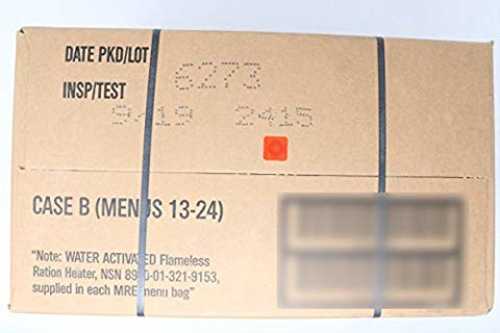 DATE PKD/LOT 6273
INSP/TEST
2415
CASE B (MENUS 13-24)
"Note: WATER ACTIVATED Flameless
Ration Heater, NSN 8970-01-321-9153,
supplied in each MRE menu bag"